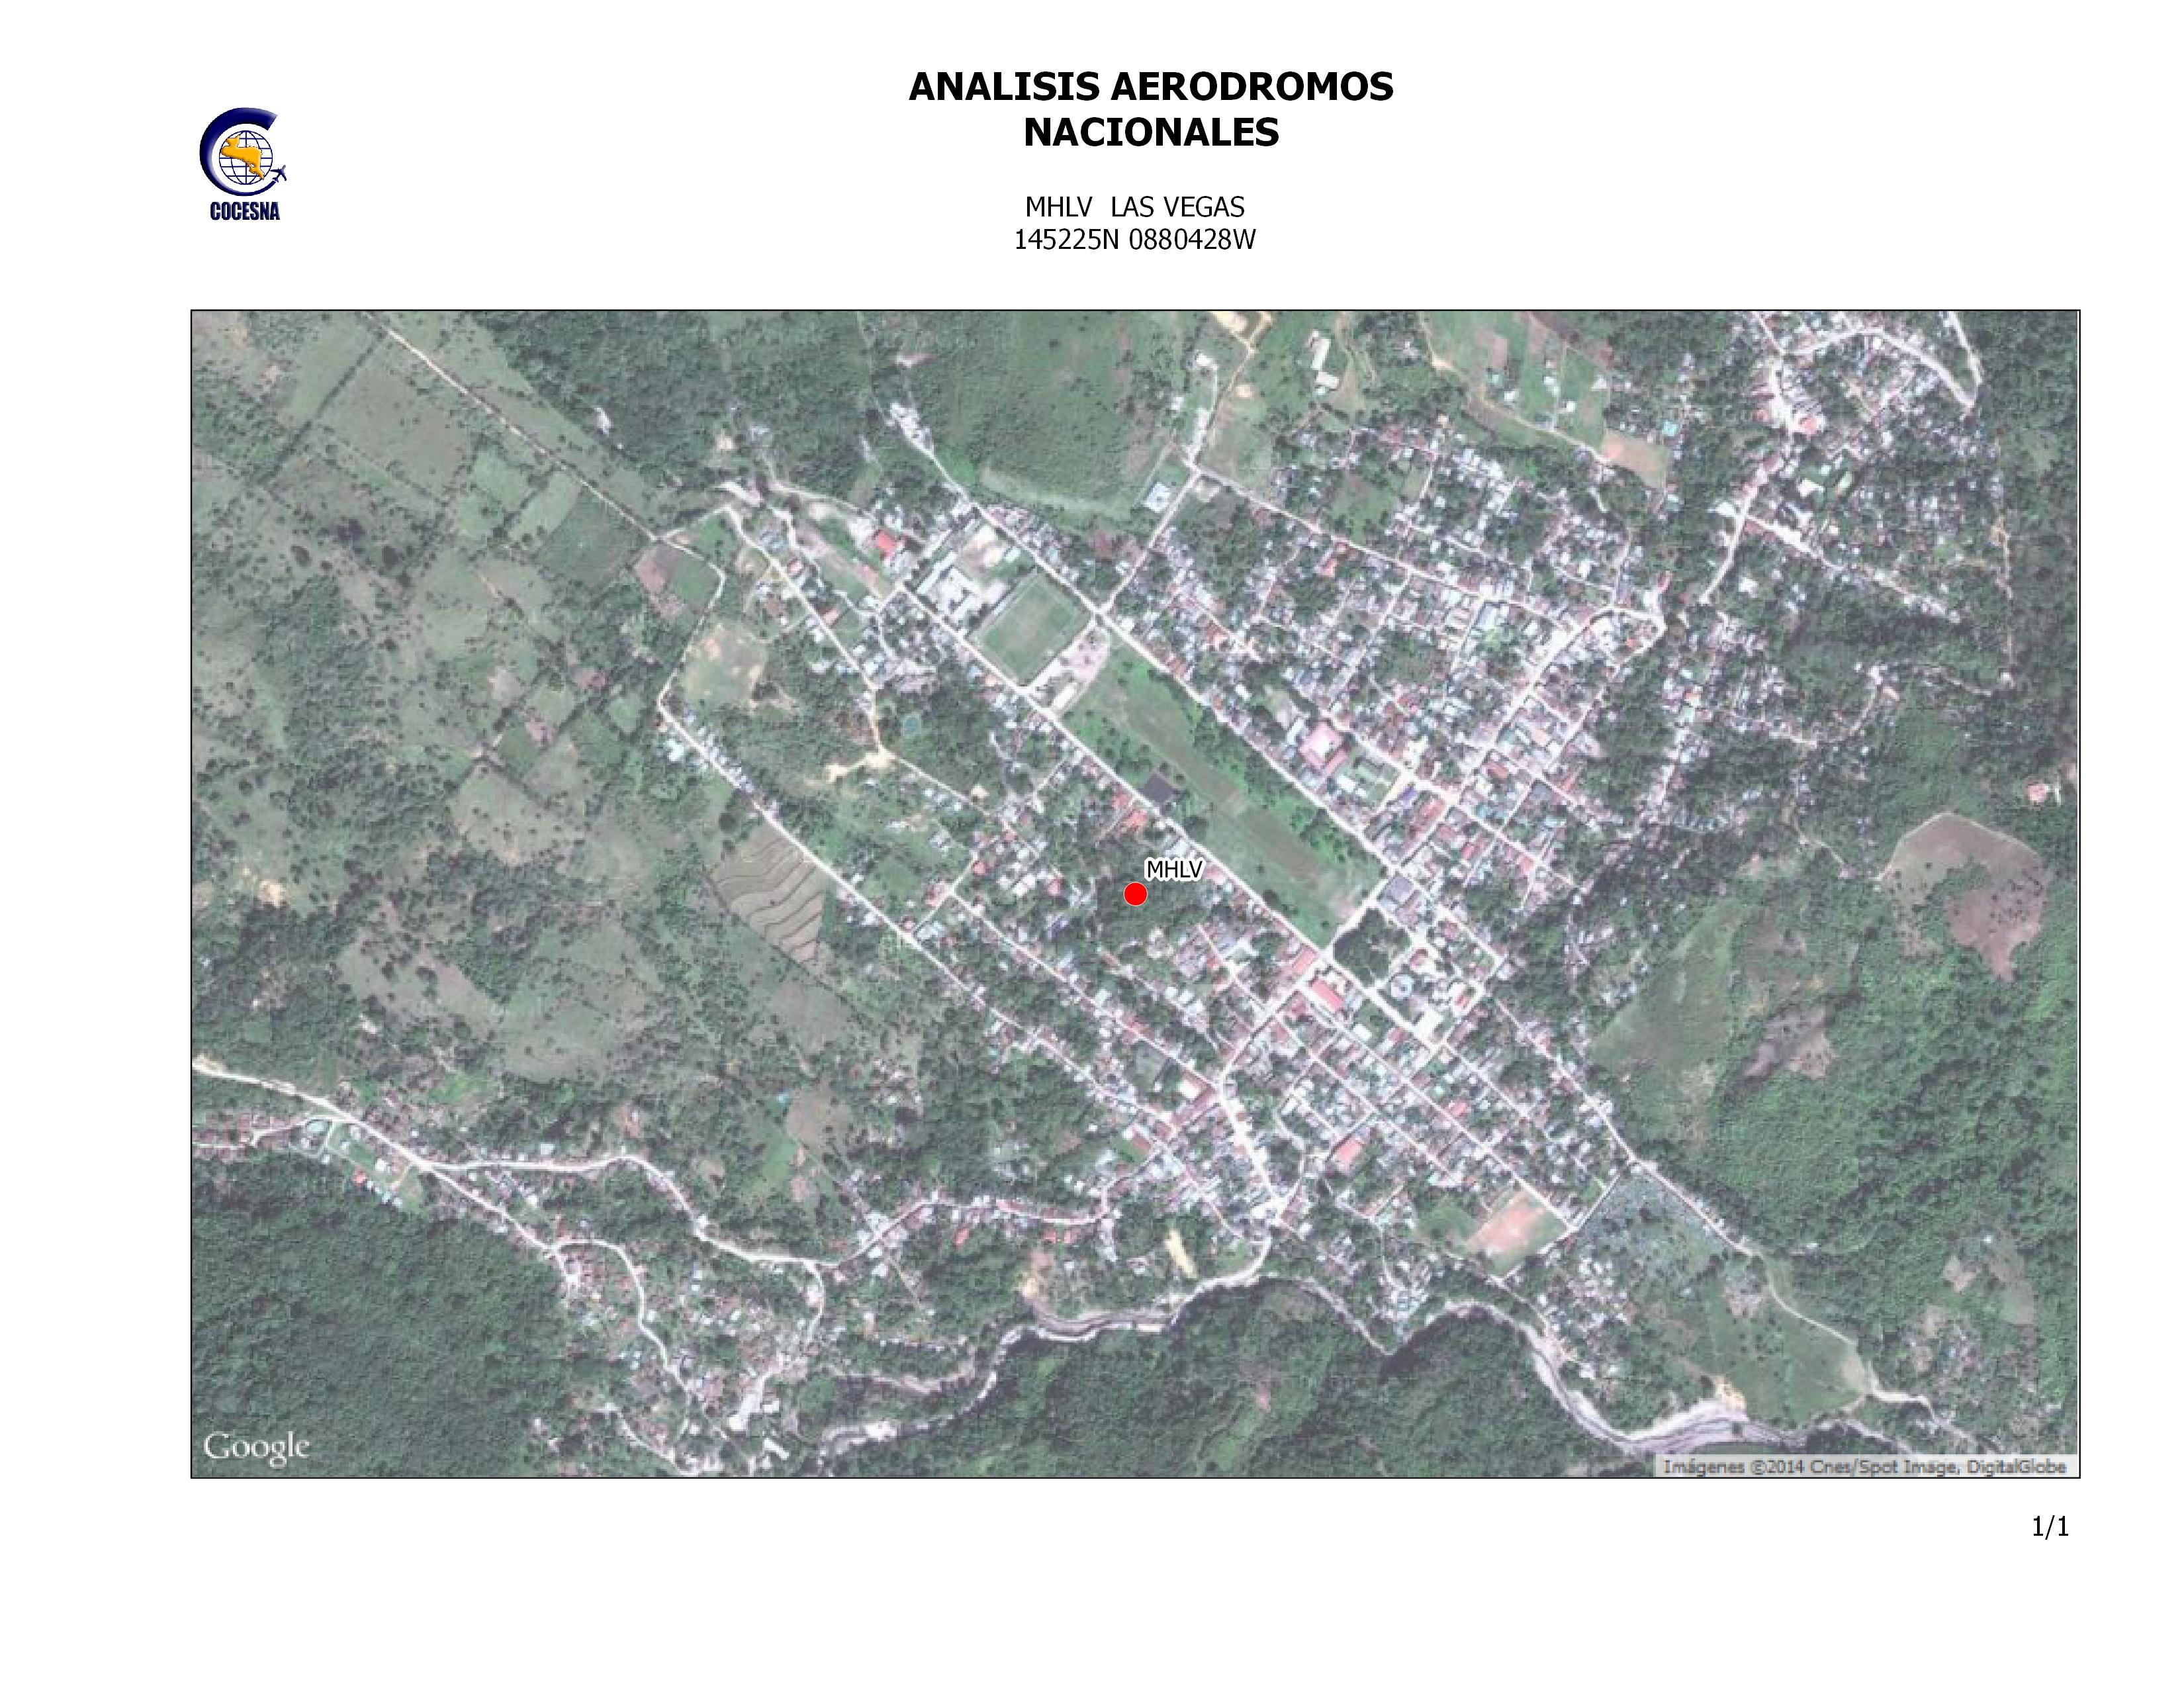 ANALISIS AERODROMOS
NACIONALES
COCESNA
MHLV LAS VEGAS
145225N 0880428W
MHLV
Google
Imágenes ©2014 Cnes/Spot Image, DigitalGlobe
1/1